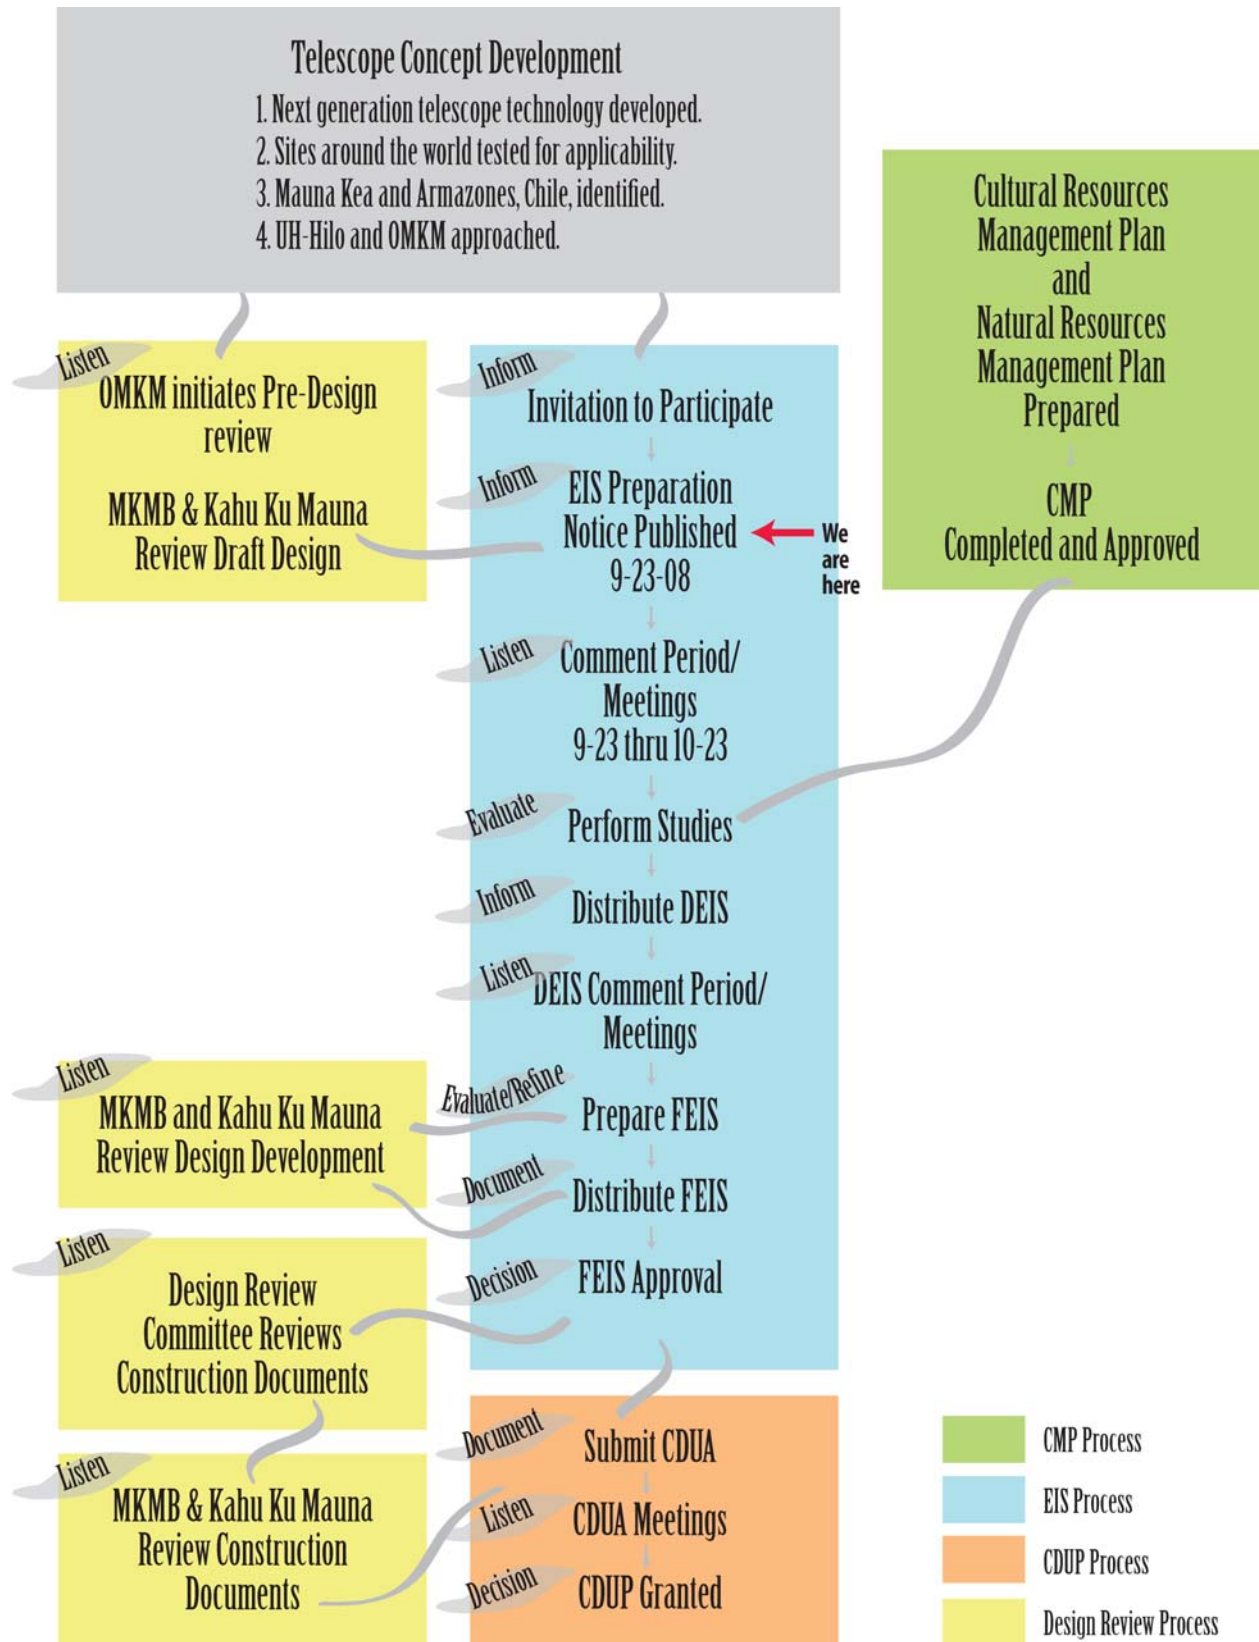 Telescope Concept Development
1. Next generation telescope technology developed.
2. Sites around the world tested for applicability.
3. Mauna Kea and Armazones, Chile, identified.
4. UH-Hilo and OMKM approached.
Cultural Resources
Management Plan
and
Natural Resources
Management Plan
Prepared
CMP
Completed and Approved
Listen
OMKM initiates Pre-Design
review
MKMB & Kahu Ku Mauna
Review Draft Design
Inform
Invitation to Participate
Inform
EIS Preparation
Notice Published
9-23-08
We
are
here
Listen
Comment Period/
Meetings
9-23 thru 10-23
Evaluate
Perform Studies
Inform
Distribute DEIS
Listen
DEIS Comment Period/
Meetings
Listen
MKMB and Kahu Ku Mauna
Review Design Development
Evaluate/Refine
Prepare FEIS
Document
Distribute FEIS
Decision
FEIS Approval
Listen
Design Review
Committee Reviews
Construction Documents
Listen
MKMB & Kahu Ku Mauna
Review Construction
Documents
Document
Submit CDUA
Listen
CDUA Meetings
Decision
CDUP Granted
CMP Process
EIS Process
CDUP Process
Design Review Process